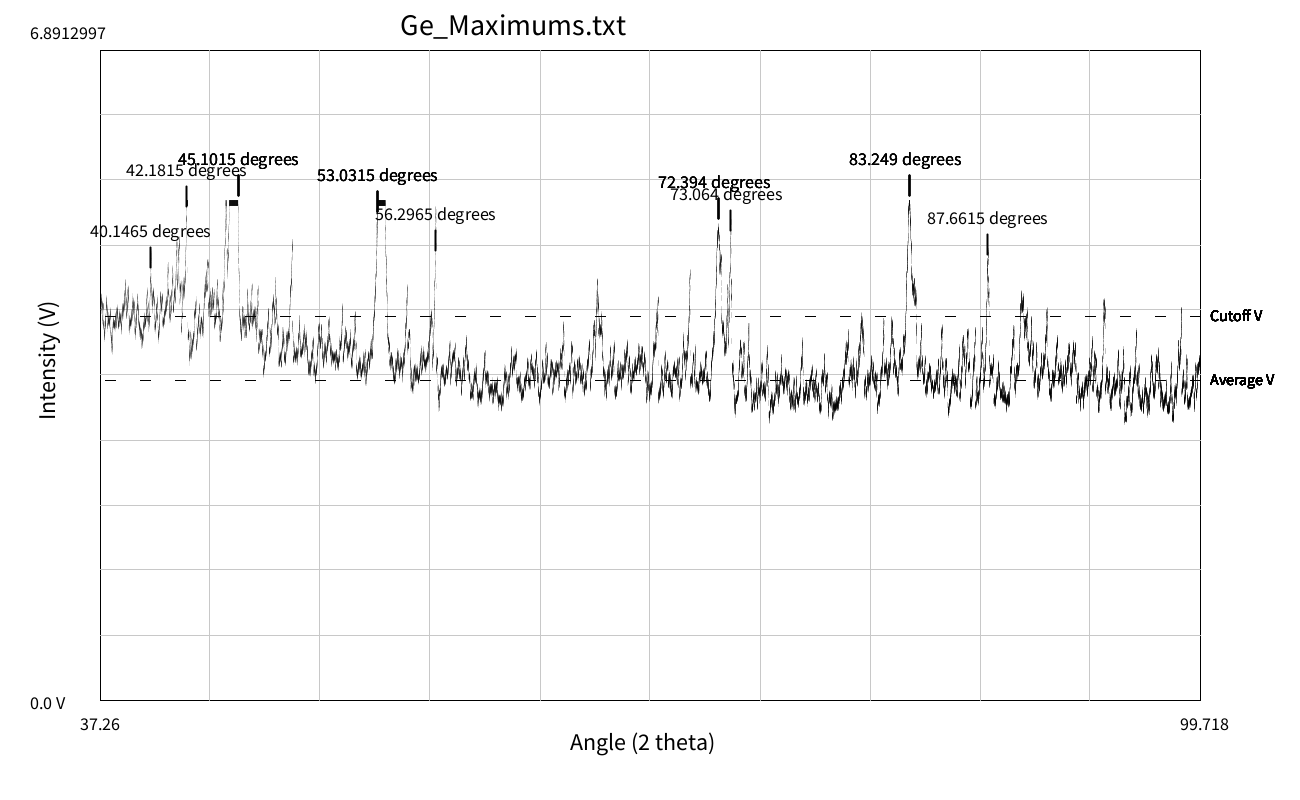 Ge_Maximums.txt
6.8912997
45.1015 degrees
83.249 degrees
42.1815 degrees
53.0315 degrees
72.394 degrees
73.064 degrees
56.2965 degrees
87.6615 degrees
40.1465 degrees
Cutoff V
Intensity (V)
Average V
0.0 V
37.26
99.718
Angle (2 theta)